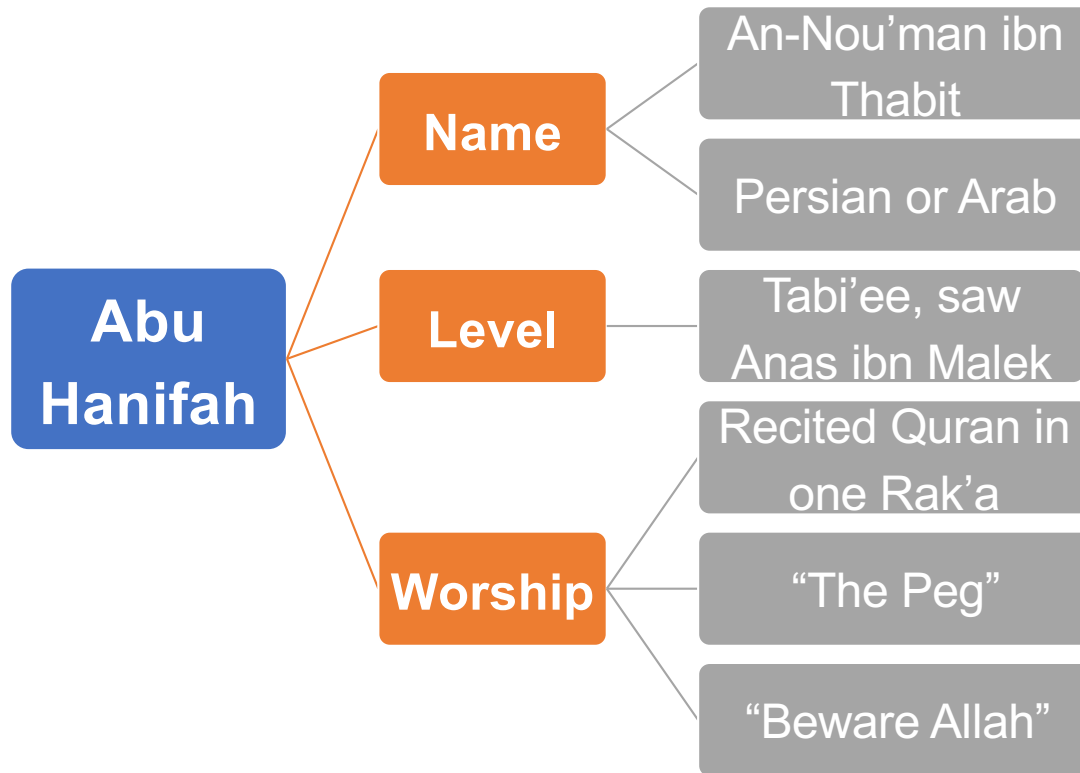 Abu
Hanifah
Name
An-Nou’man ibn
Thabit
Persian or Arab
Level
Tabi’ee, saw
Anas ibn Malek
Worship
Recited Quran in
one Rak’a
“The Peg”
“Beware Allah”